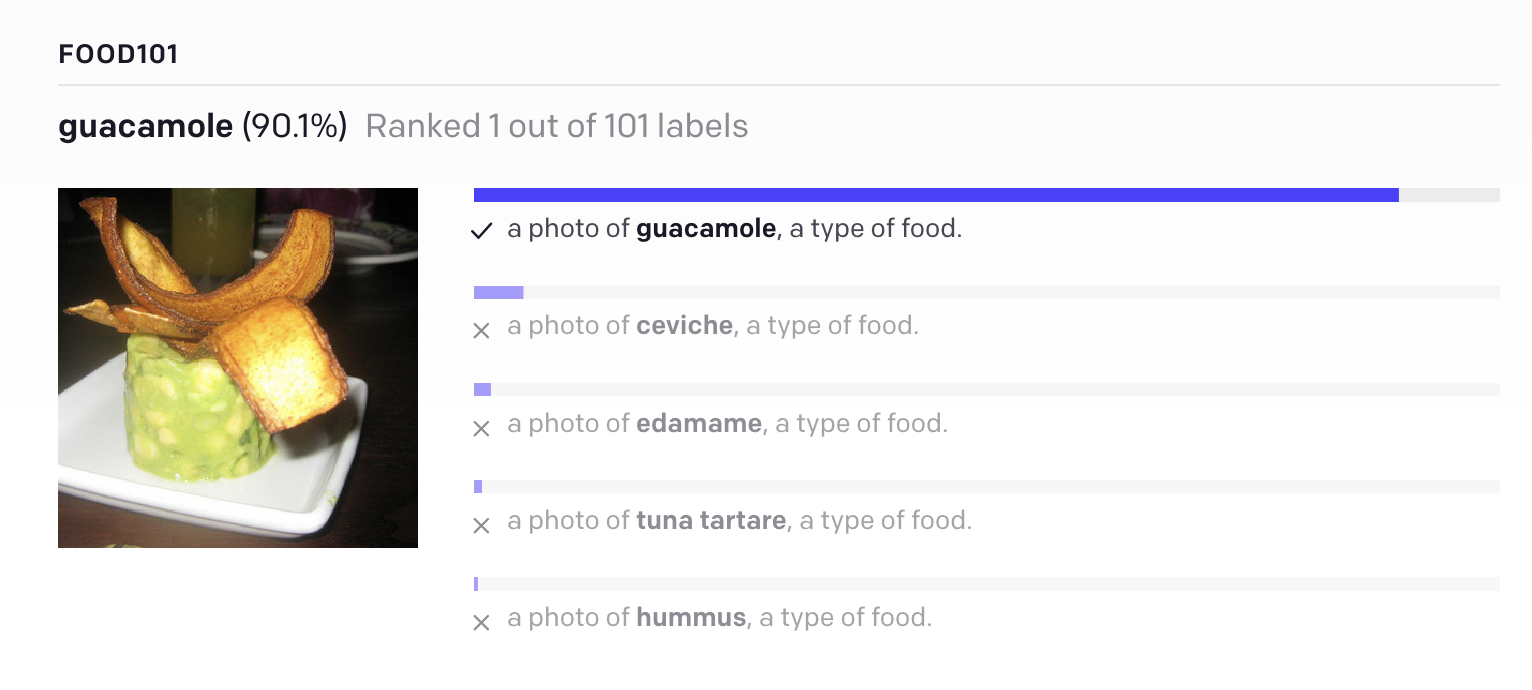 FOOD101
guacamole (90.1%) Ranked 1 out of 101 labels
a photo of guacamole, a type of food.
a photo of ceviche, a type of food.
a photo of edamame, a type of food.
a photo of tuna tartare, a type of food.
a photo of hummus, a type of food.